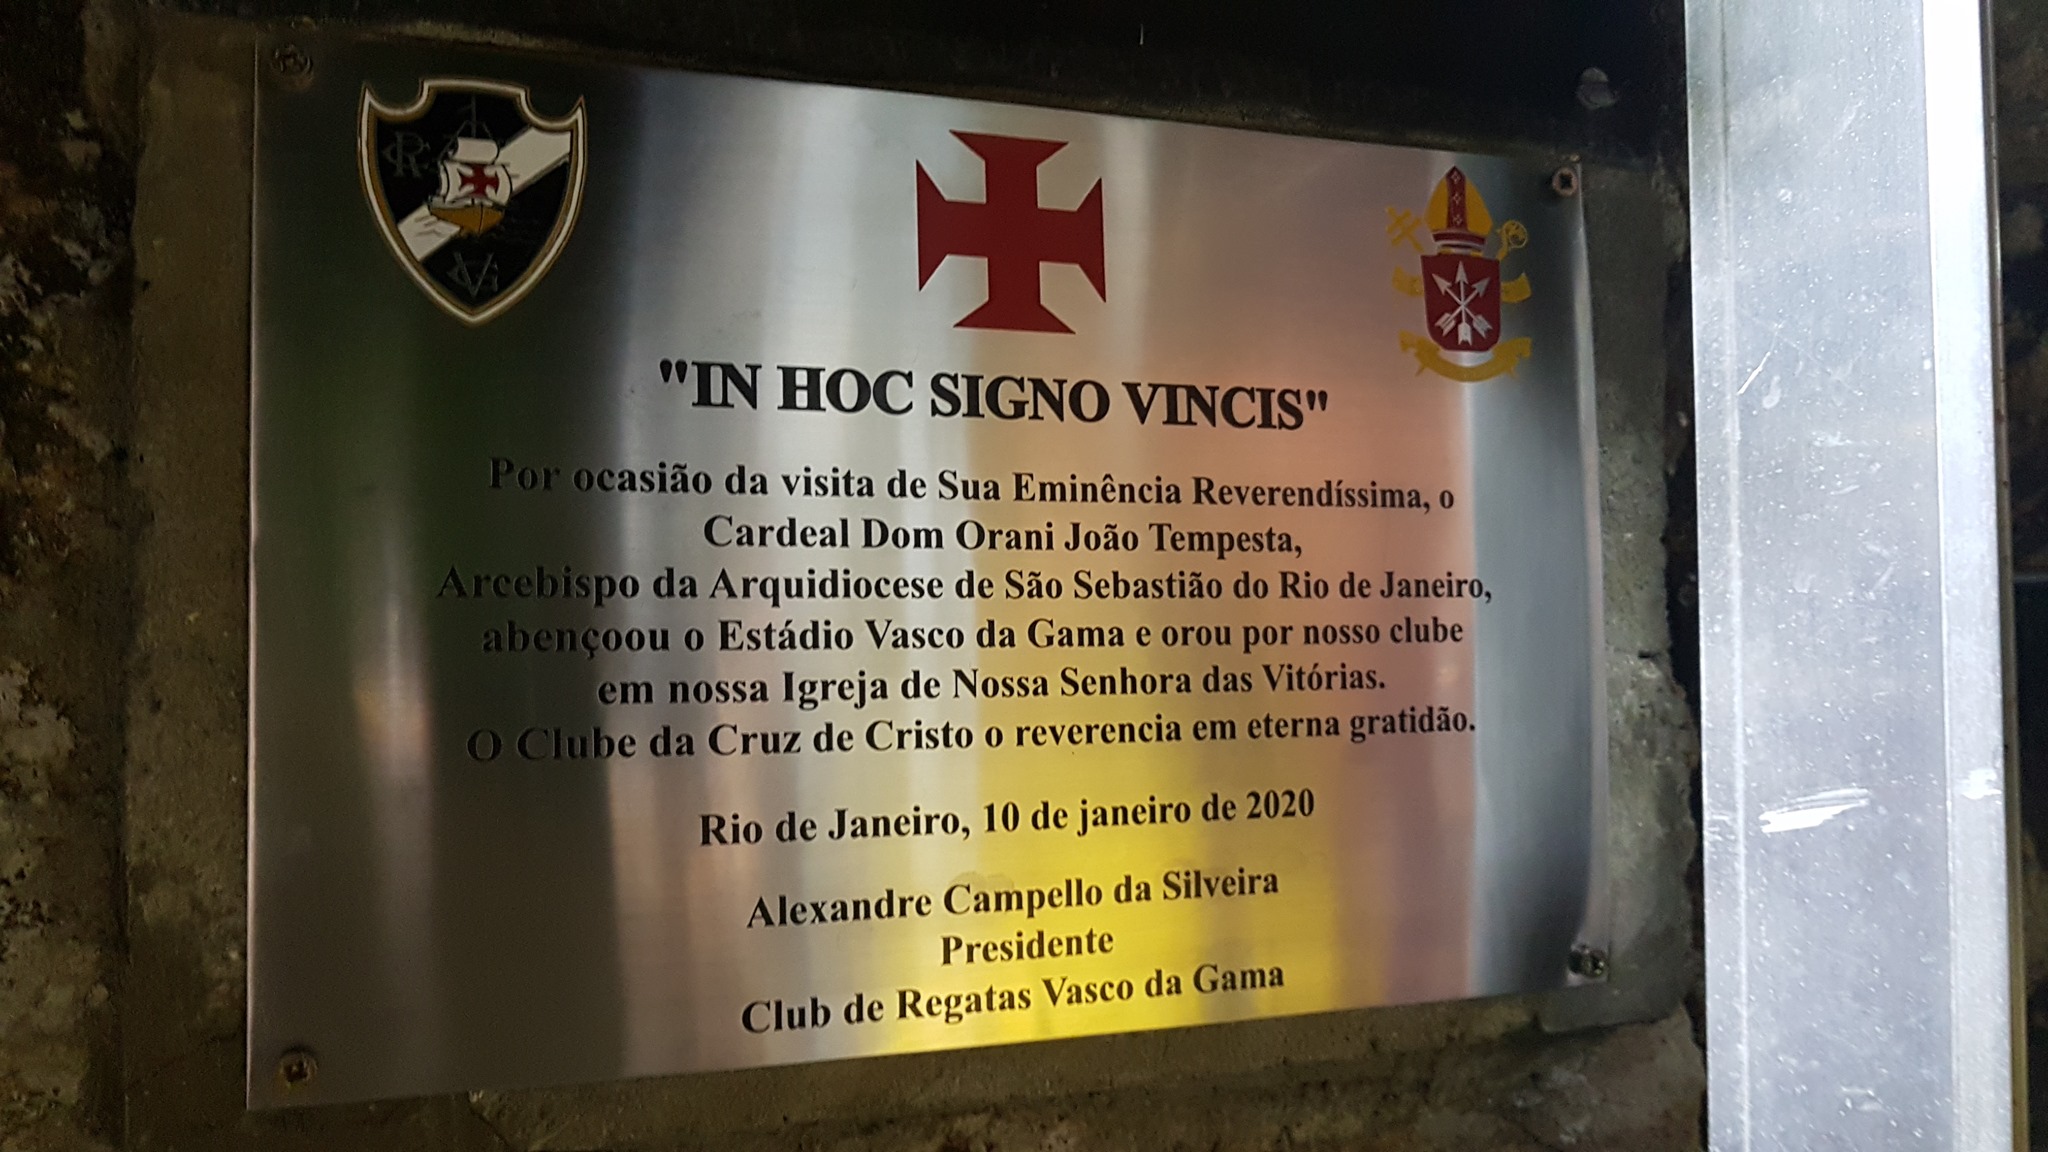 CR
VG
"IN HOC SIGNO VINCIS"
Por ocasião da visita de Sua Eminência Reverendíssima, o
Cardeal Dom Orani João Tempesta,
Arcebispo da Arquidiocese de São Sebastião do Rio de Janeiro,
abençoou o Estádio Vasco da Gama e orou por nosso clube
em nossa Igreja de Nossa Senhora das Vitórias.
O Clube da Cruz de Cristo o reverencia em eterna gratidão.
Rio de Janeiro, 10 de janeiro de 2020
Alexandre Campello da Silveira
Presidente
Club de Regatas Vasco da Gama